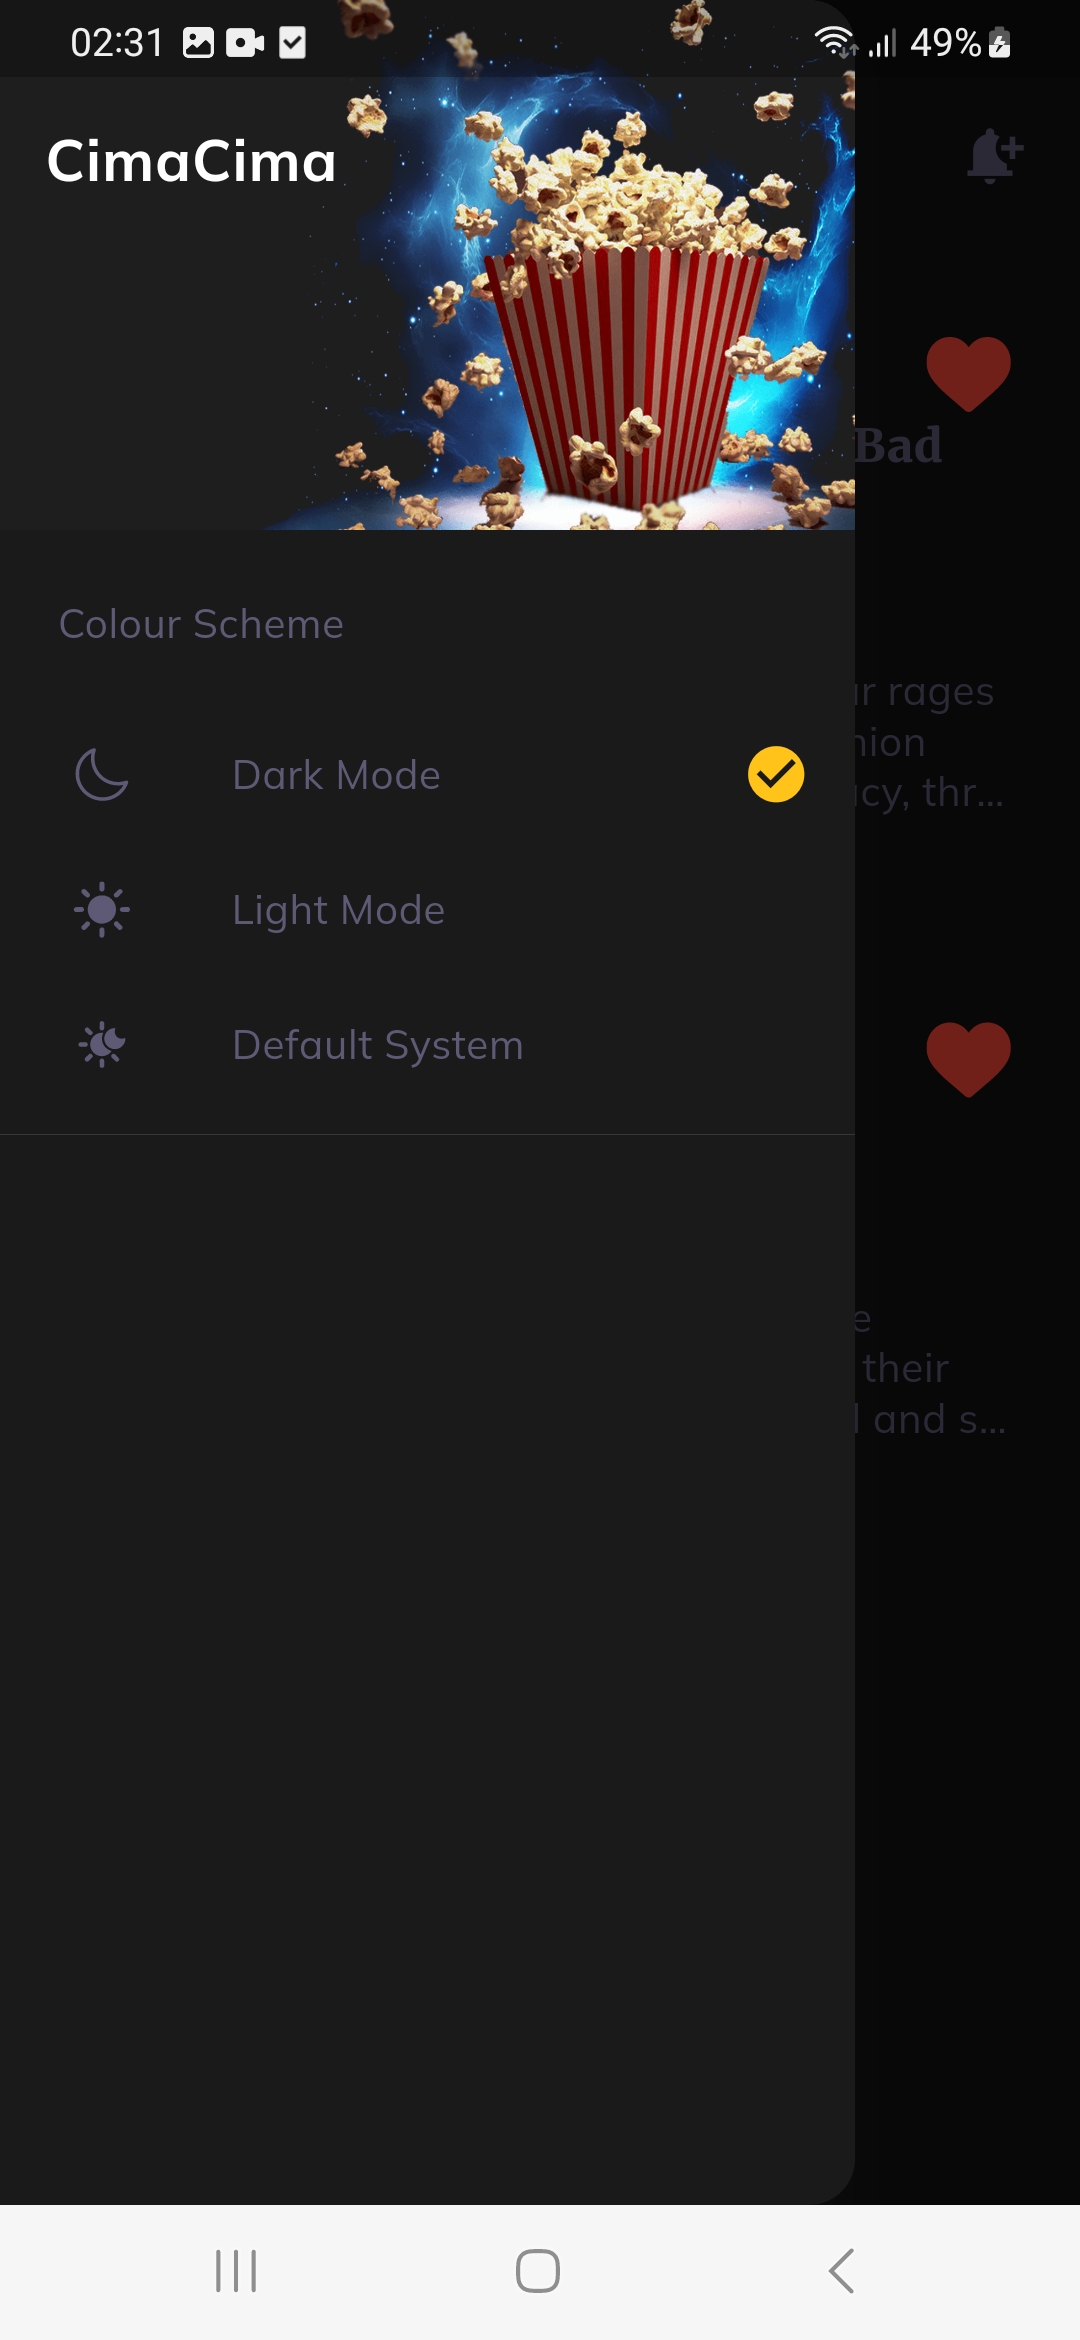 02:31
49%
CimaCima
Bad
Colour Scheme
r rages
Dark Mode
nion
cy, thr...
Light Mode
Default System
e
their
and s...